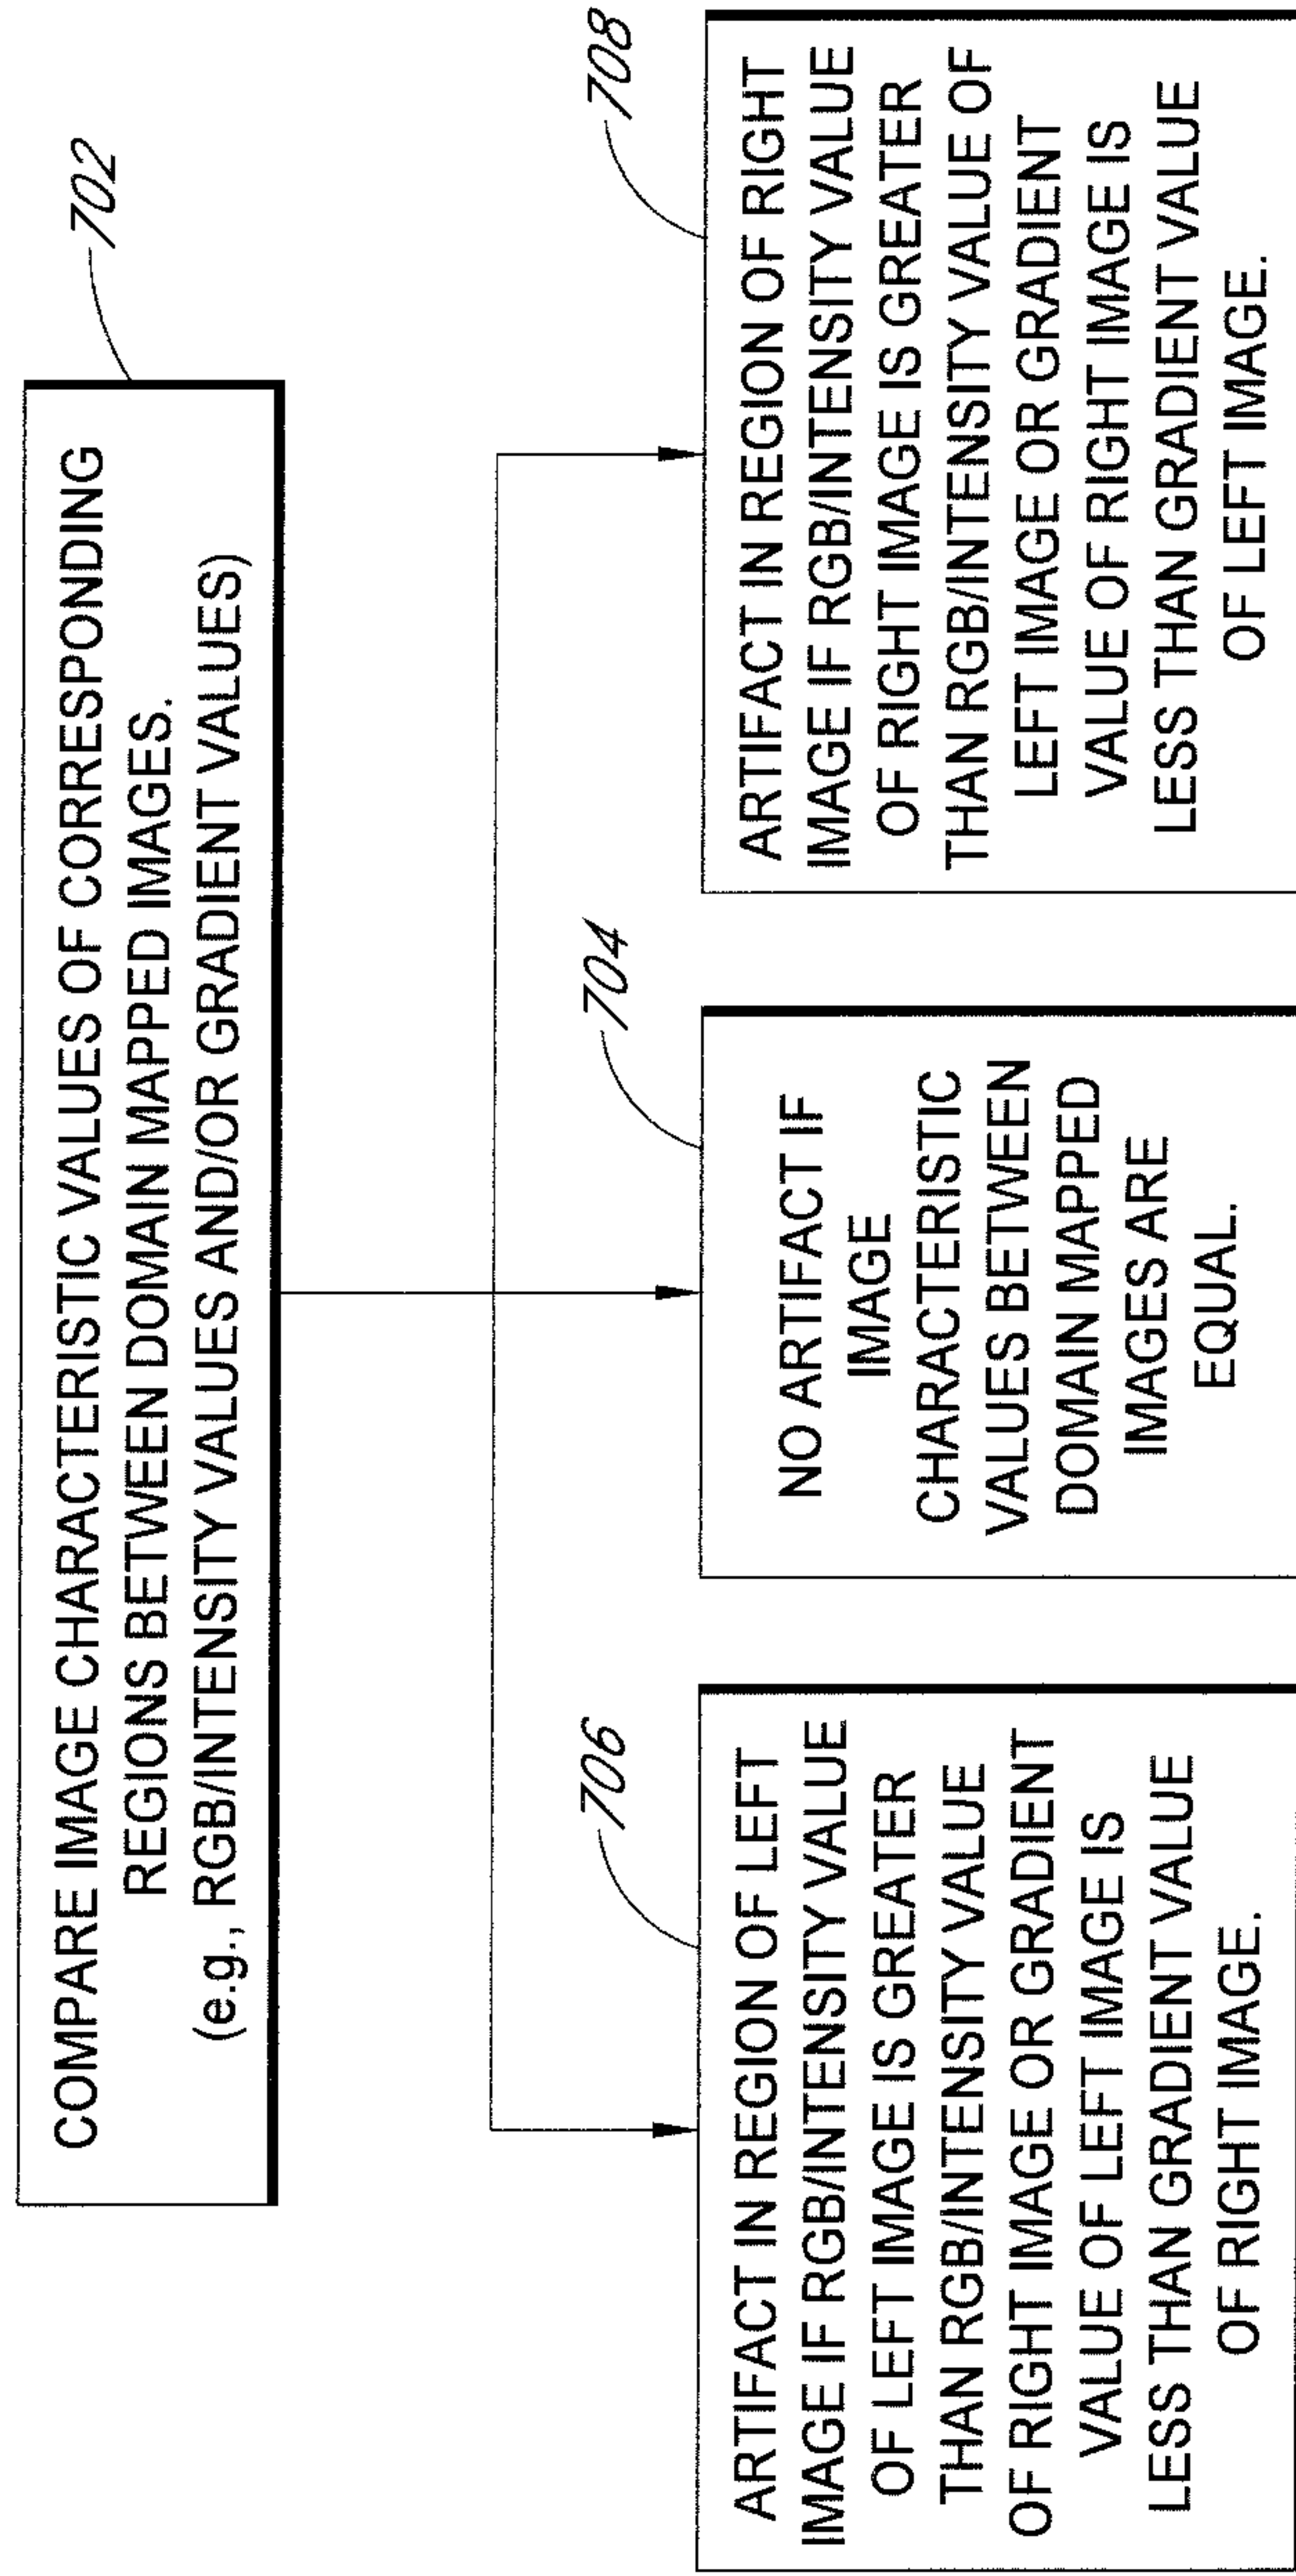 702
COMPARE IMAGE CHARACTERISTIC VALUES OF CORRESPONDING
REGIONS BETWEEN DOMAIN MAPPED IMAGES.
(e.g., RGB/INTENSITY VALUES AND/OR GRADIENT VALUES)
706
ARTIFACT IN REGION OF LEFT
IMAGE IF RGB/INTENSITY VALUE
OF LEFT IMAGE IS GREATER
THAN RGB/INTENSITY VALUE
OF RIGHT IMAGE OR GRADIENT
VALUE OF LEFT IMAGE IS
LESS THAN GRADIENT VALUE
OF RIGHT IMAGE.
704
NO ARTIFACT IF
IMAGE
CHARACTERISTIC
VALUES BETWEEN
DOMAIN MAPPED
IMAGES ARE
EQUAL.
708
ARTIFACT IN REGION OF RIGHT
IMAGE IF RGB/INTENSITY VALUE
OF RIGHT IMAGE IS GREATER
THAN RGB/INTENSITY VALUE OF
LEFT IMAGE OR GRADIENT
VALUE OF RIGHT IMAGE IS
LESS THAN GRADIENT VALUE
OF LEFT IMAGE.